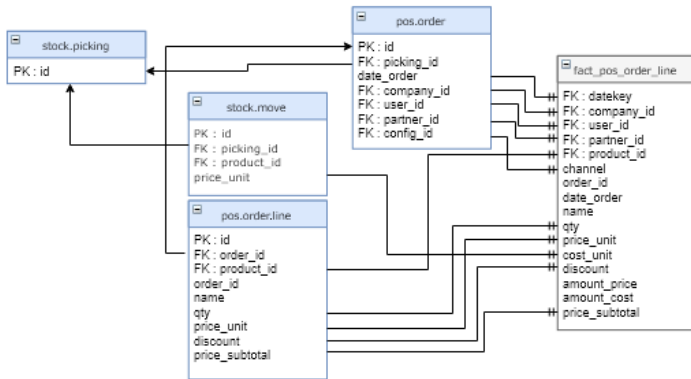 stock.picking
PK : id
pos.order
PK : id
FK : picking_id
date_order
FK : company_id
FK : user_id
FK : partner_id
FK : config_id
stock.move
PK : id
FK : picking_id
FK : product_id
price_unit
pos.order.line
PK : id
FK : order_id
FK : product_id
order_id
name
qty
price_unit
discount
price_subtotal
fact_pos_order_line
FK : datekey
FK : company_id
FK : user_id
FK : partner_id
FK : product_id
channel
order_id
date_order
name
qty
price_unit
cost_unit
discount
amount_price
amount_cost
price_subtotal